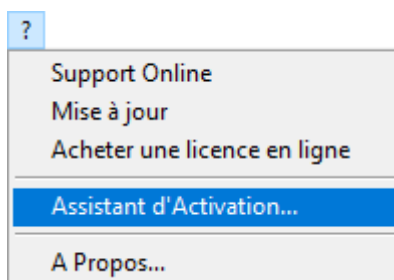 ?
Support Online
Mise à jour
Acheter une licence en ligne
Assistant d'Activation...
A Propos...